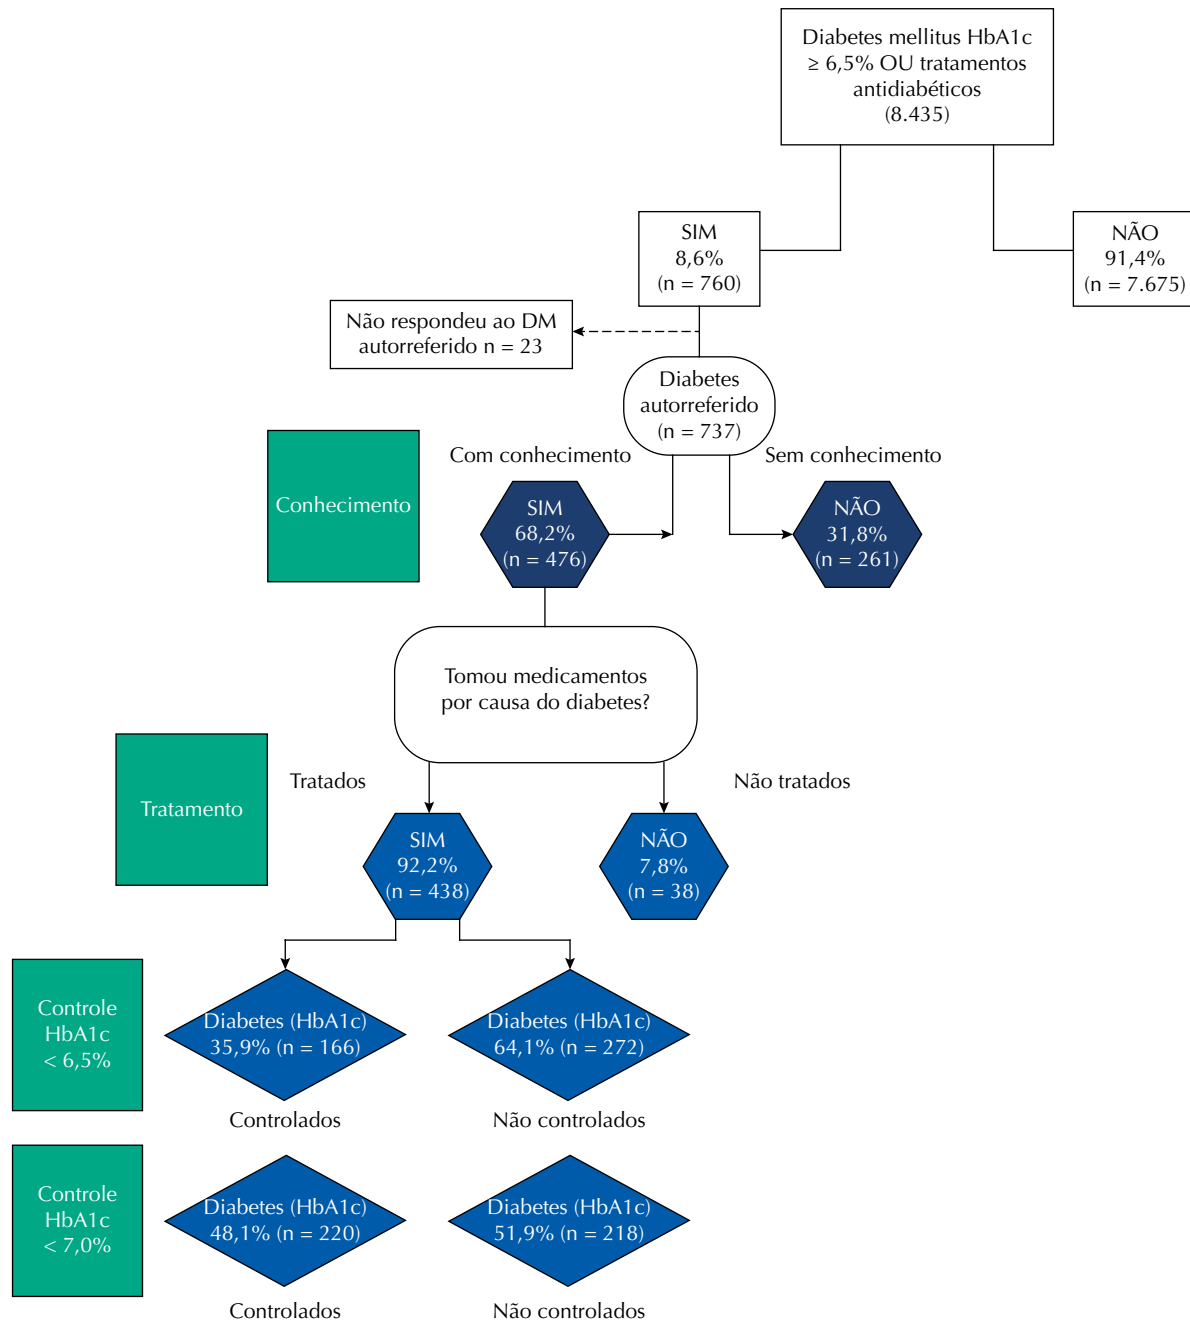 Diabetes mellitus HbA1c
≥ 6,5% OU tratamentos
antidiabéticos
(8.435)
SIM
8,6%
(n = 760)
NÃO
91,4%
(n = 7.675)
Não respondeu ao DM
autorreferido n = 23
Diabetes
autorreferido
(n = 737)
Conhecimento
Com conhecimento
Sem conhecimento
SIM
68,2%
(n = 476)
NÃO
31,8%
(n = 261)
Tomou medicamentos
por causa do diabetes?
Tratamento
Tratados
Não tratados
SIM
92,2%
(n = 438)
NÃO
7,8%
(n = 38)
Controle
HbA1c
< 6,5%
Diabetes (HbA1c)
35,9% (n = 166)
Diabetes (HbA1c)
64,1% (n = 272)
Controlados
Não controlados
Controle
HbA1c
< 7,0%
Diabetes (HbA1c)
48,1% (n = 220)
Diabetes (HbA1c)
51,9% (n = 218)
Controlados
Não controlados